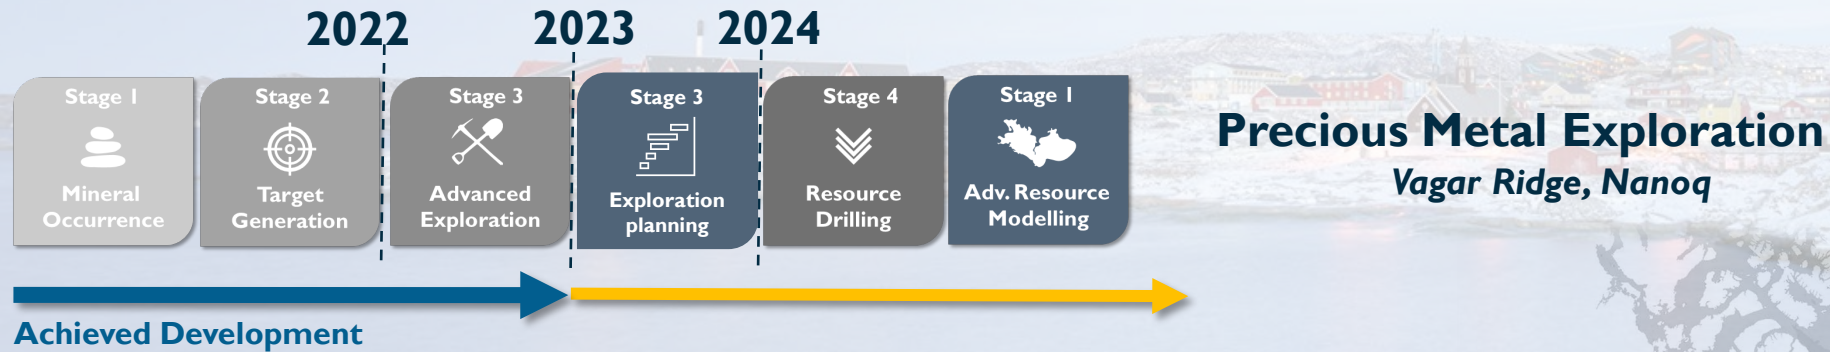 2022
2023
2024
Stage 1
Mineral
Occurrence
Stage 2
Target
Generation
Stage 3
Advanced
Exploration
Stage 3
Exploration
planning
Stage 4
Resource
Drilling
Stage 1
Adv. Resource
Modelling
Achieved Development
Precious Metal Exploration
Vagar Ridge, Nanoq